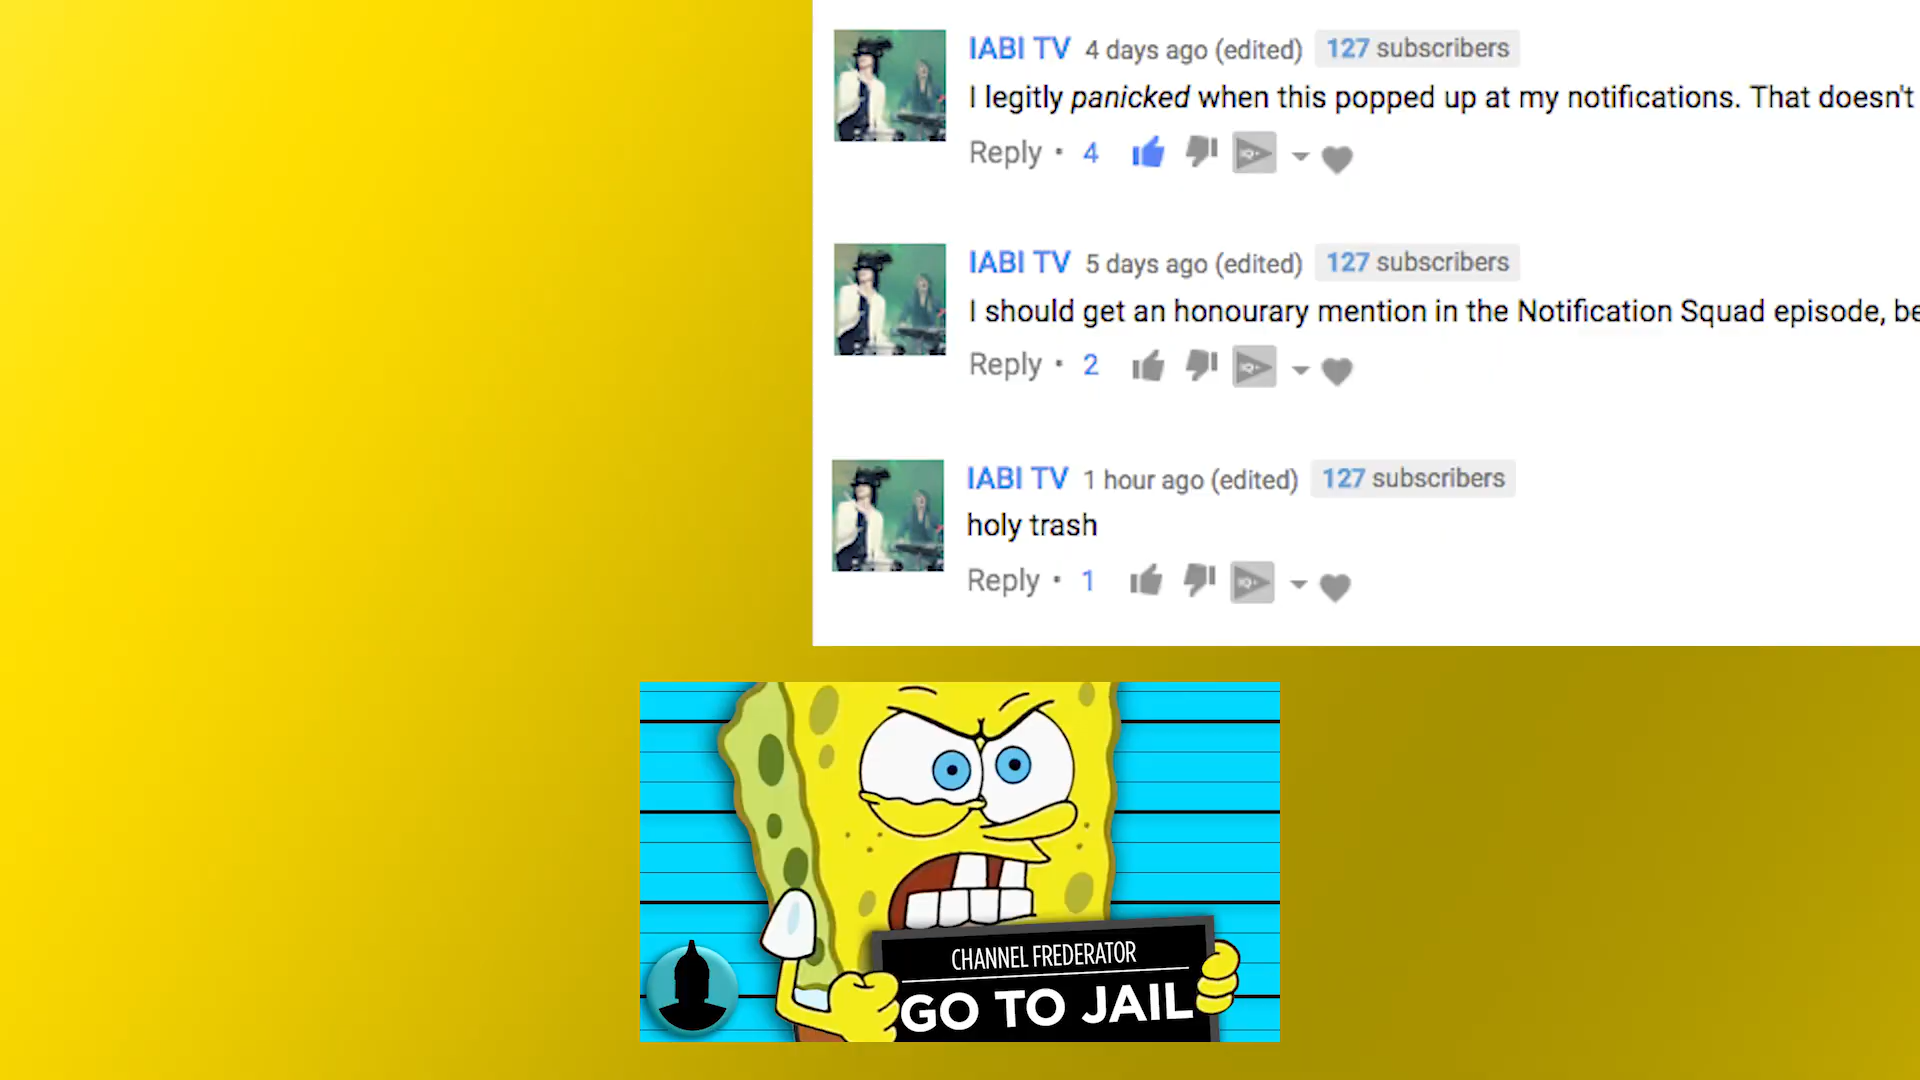 IABI TV 4 days ago (edited) 127 subscribers
I legitly panicked when this popped up at my notifications. That doesn't
Reply • 4
IABI TV 5 days ago (edited) 127 subscribers
I should get an honourary mention in the Notification Squad episode, be
Reply • 2
IABI TV 1 hour ago (edited) 127 subscribers
holy trash
Reply • 1
CHANNEL FREDERATOR
GO TO JAIL